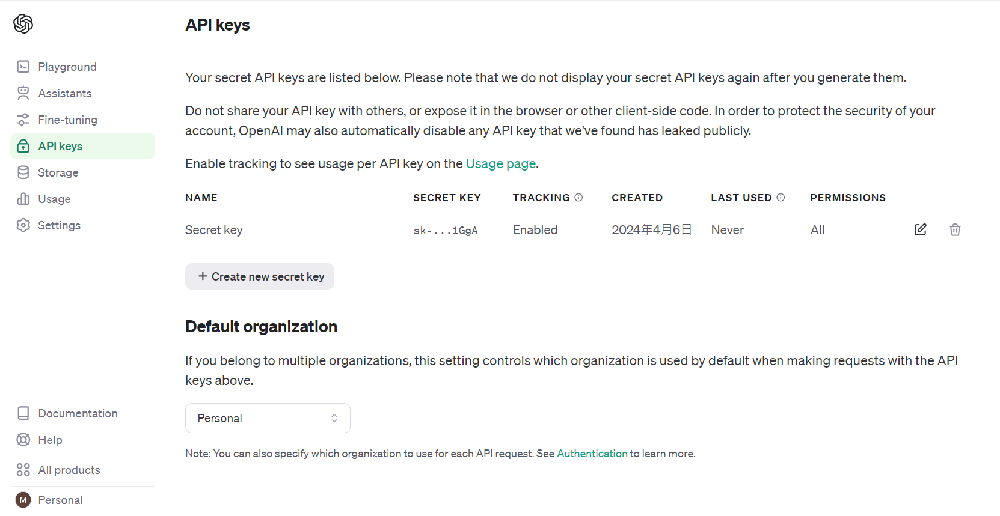 API keys
Playground
Assistants
Fine-tuning
API keys
Storage
Usage
Settings
Documentation
Help
All products
M Personal
Your secret API keys are listed below. Please note that we do not display your secret API keys again after you generate them.
Do not share your API key with others, or expose it in the browser or other client-side code. In order to protect the security of your
account, OpenAI may also automatically disable any API key that we've found has leaked publicly.
Enable tracking to see usage per API key on the Usage page.
NAME SECRET KEY TRACKING CREATED LAST USED PERMISSIONS
Secret key sk-...1GgA Enabled 2024年4月6日 Never All
+ Create new secret key
Default organization
If you belong to multiple organizations, this setting controls which organization is used by default when making requests with the API
keys above.
Personal
Note: You can also specify which organization to use for each API request. See Authentication to learn more.